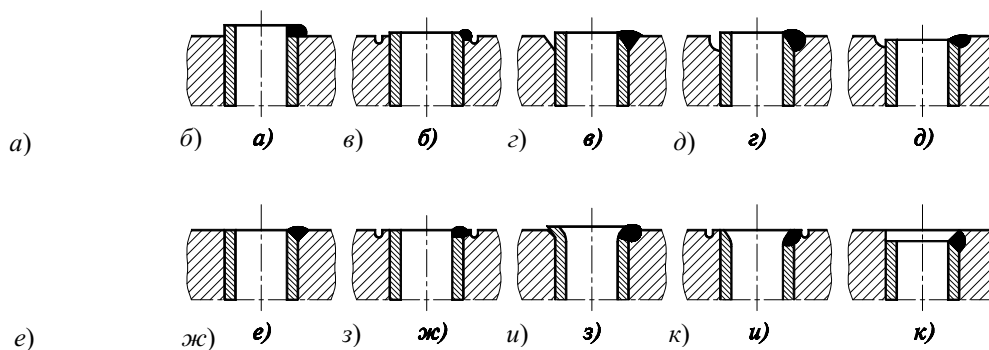 а) б) а) в) б) г) в) д) г) д)
е) ж) е) з) ж) и) з) к) и) к)